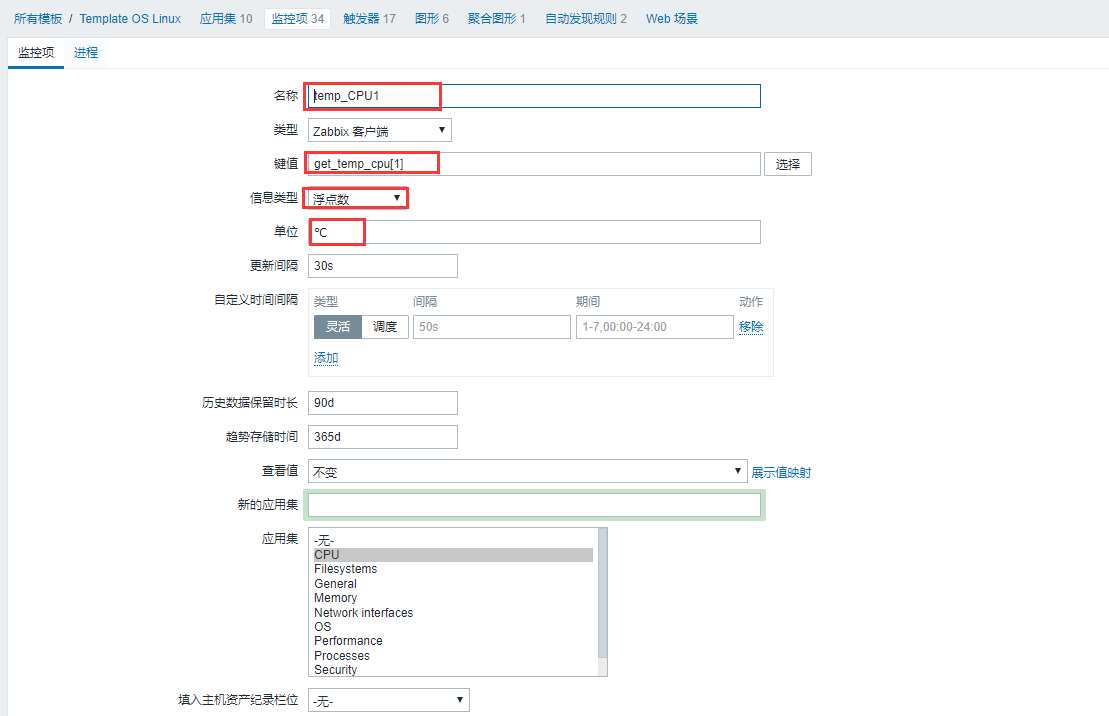 所有模板 / Template OS Linux 应用集 10 监控项 34 触发器 17 图形 6 聚合图形 1 自动发现规则 2 Web 场景
监控项 进程
名称 temp_CPU1
类型 Zabbix 客户端
键值 get_temp_cpu[1] 选择
信息类型 浮点数
单位 ℃
更新间隔 30s
自定义时间间隔 类型 间隔 期间 动作
灵活 调度 50s 1-7,00:00-24:00 移除
添加
历史数据保留时长 90d
趋势存储时间 365d
查看值 不变 展示值映射
新的应用集
应用集 -无-
CPU
Filesystems
General
Memory
Network interfaces
OS
Performance
Processes
Security
填入主机资产纪录栏位 -无-